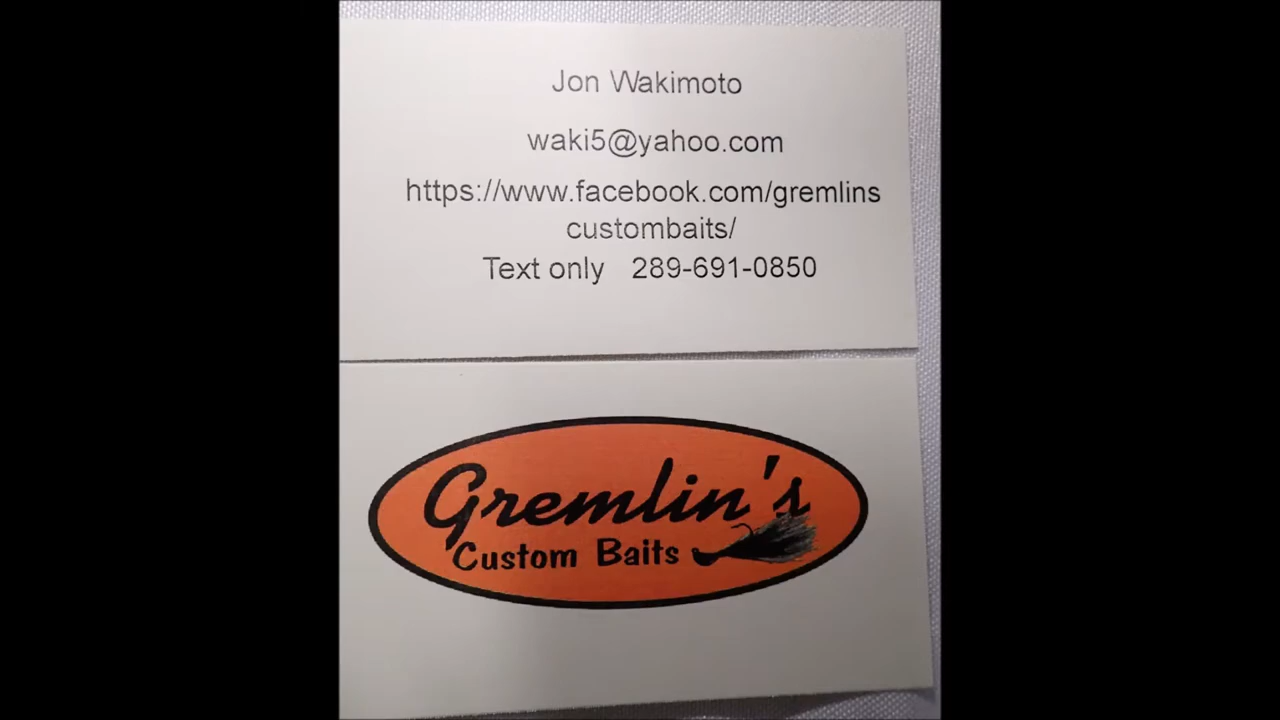 Jon Wakimoto
waki5@yahoo.com
https://www.facebook.com/gremlins
custombaits/
Text only 289-691-0850
Gremlin's
Custom Baits